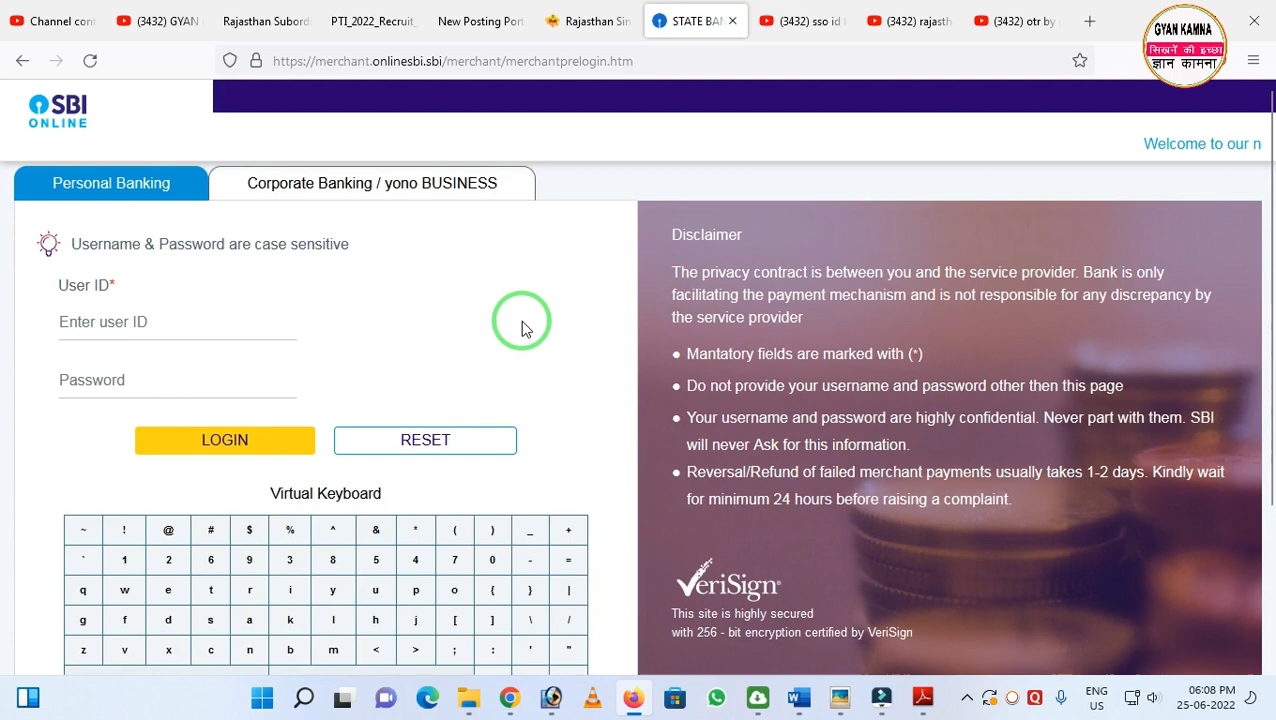 Channel cont
(3432) GYAN
Rajasthan Subord
PTI_2022_Recruit_
New Posting Port
Rajasthan Sin
STATE BAN
(3432) sso id l
(3432) rajasth
(3432) otr by
GYAN KAMNA
सिखनें की इच्छा
ज्ञान कामना
https://merchant.onlinesbi.sbi/merchant/merchantprelogin.htm
SBI
ONLINE
Welcome to our n
Personal Banking
Corporate Banking / yono BUSINESS
Username & Password are case sensitive
User ID*
Enter user ID
Password
LOGIN RESET
Virtual Keyboard
~ ! @ # $ % ^ & * ( ) _ +
` 1 2 6 9 3 8 5 4 7 0 - =
q w e t r i y u p o { } |
g f d s a k l h j [ ] \ /
z v x c n b m < > ; : ' "
Disclaimer
The privacy contract is between you and the service provider. Bank is only
facilitating the payment mechanism and is not responsible for any discrepancy by
the service provider
● Mantatory fields are marked with (*)
● Do not provide your username and password other then this page
● Your username and password are highly confidential. Never part with them. SBI
will never Ask for this information.
● Reversal/Refund of failed merchant payments usually takes 1-2 days. Kindly wait
for minimum 24 hours before raising a complaint.
VeriSign
This site is highly secured
with 256 - bit encryption certified by VeriSign
ENG
US
06:08 PM
25-06-2022